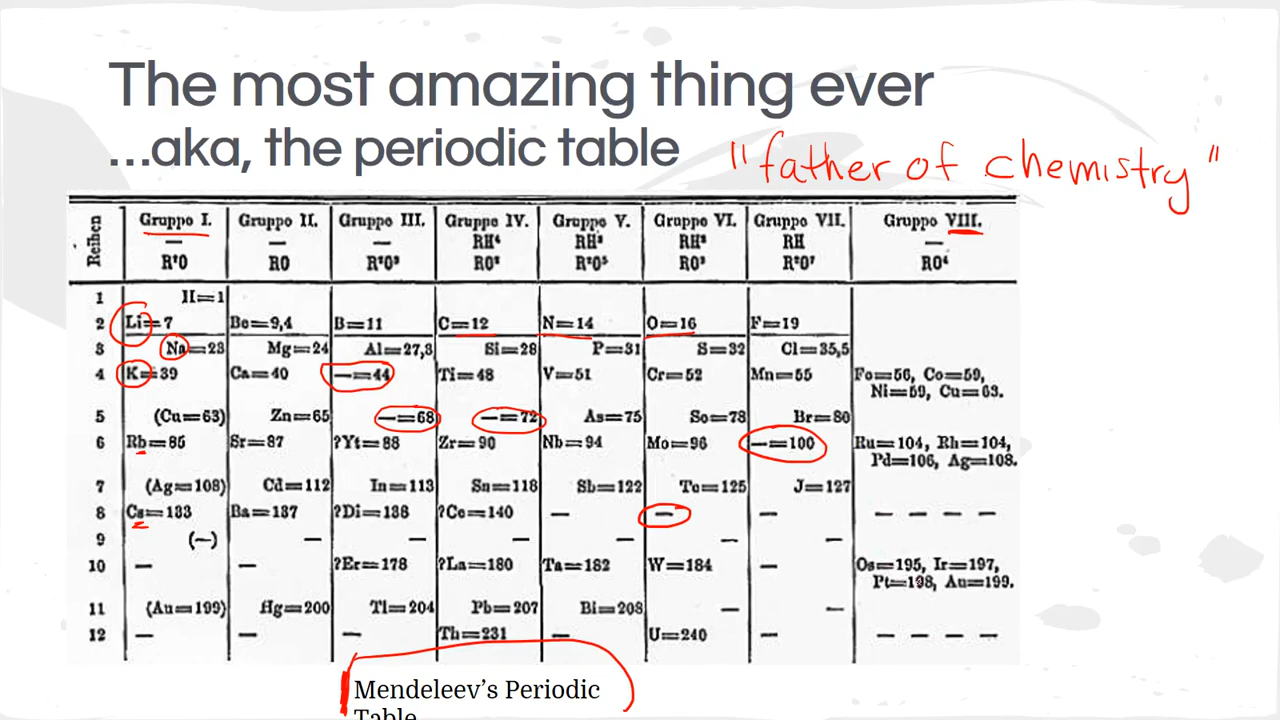 The most amazing thing ever
...aka, the periodic table
"father of chemistry"
Reihen Gruppo I. Gruppo II. Gruppo III. Gruppo IV. Gruppo V. Gruppo VI. Gruppo VII. Gruppo VIII.
— — — RH⁴ RH³ RH² RH —
R²O RO R²O³ RO² R²O⁵ RO³ R²O⁷ RO⁴
1 H=1
2 Li=7 Be=9,4 B=11 C=12 N=14 O=16 F=19
3 Na=23 Mg=24 Al=27,3 Si=28 P=31 S=32 Cl=35,5
4 K=39 Ca=40 —=44 Ti=48 V=51 Cr=52 Mn=55 Fo=56, Co=59,
Ni=59, Cu=63.
5 (Cu=63) Zn=65 —=68 —=72 As=75 So=78 Br=80
6 Rb=85 Sr=87 ?Yt=88 Zr=90 Nb=94 Mo=96 —=100 Ru=104, Rh=104,
Pd=106, Ag=108.
7 (Ag=108) Cd=112 In=113 Sn=118 Sb=122 To=125 J=127
8 Cs=133 Ba=137 ?Di=138 ?Ce=140 — — — — — — —
9 (—) — — — — — —
10 — — ?Er=178 ?La=180 Ta=182 W=184 — Os=195, Ir=197,
Pt=198, Au=199.
11 (Au=199) Hg=200 Tl=204 Pb=207 Bi=208 — —
12 — — — Th=231 — U=240 — — — — —
Mendeleev's Periodic
Table